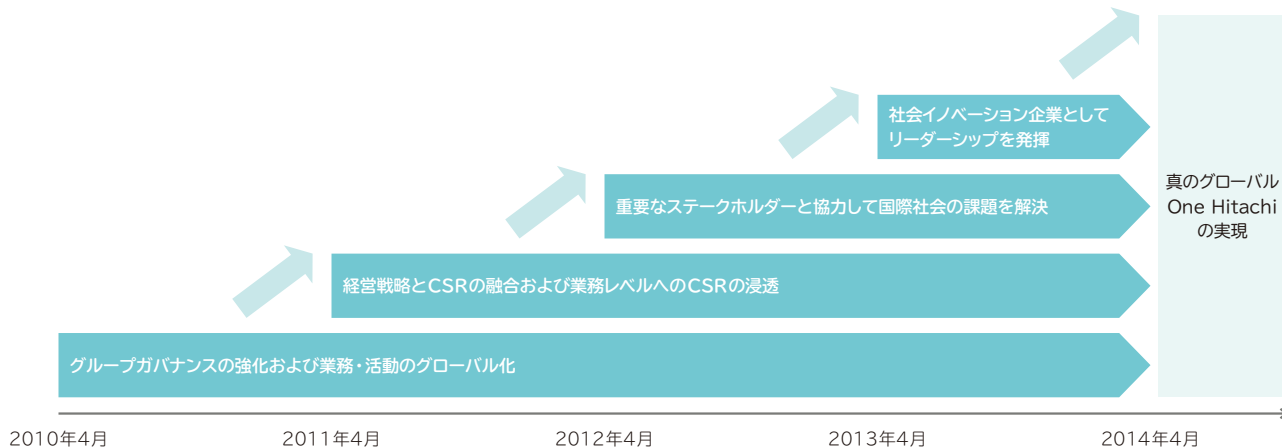 社会イノベーション企業として
リーダーシップを発揮
重要なステークホルダーと協力して国際社会の課題を解決
経営戦略とCSRの融合および業務レベルへのCSRの浸透
グループガバナンスの強化および業務・活動のグローバル化
真のグローバル
One Hitachi
の実現
2010年4月
2011年4月
2012年4月
2013年4月
2014年4月